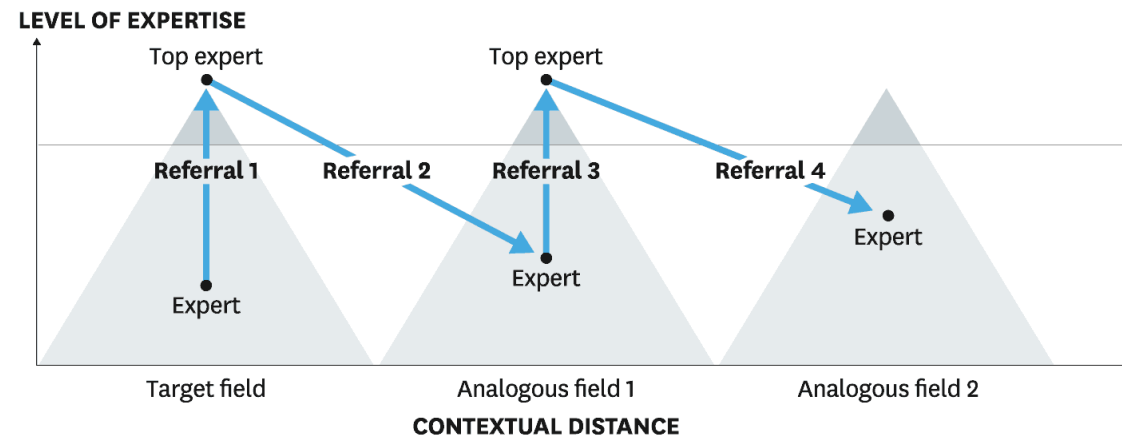 LEVEL OF EXPERTISE
Top expert
Top expert
Referral 1
Referral 2
Referral 3
Referral 4
Expert
Expert
Expert
Target field
Analogous field 1
Analogous field 2
CONTEXTUAL DISTANCE